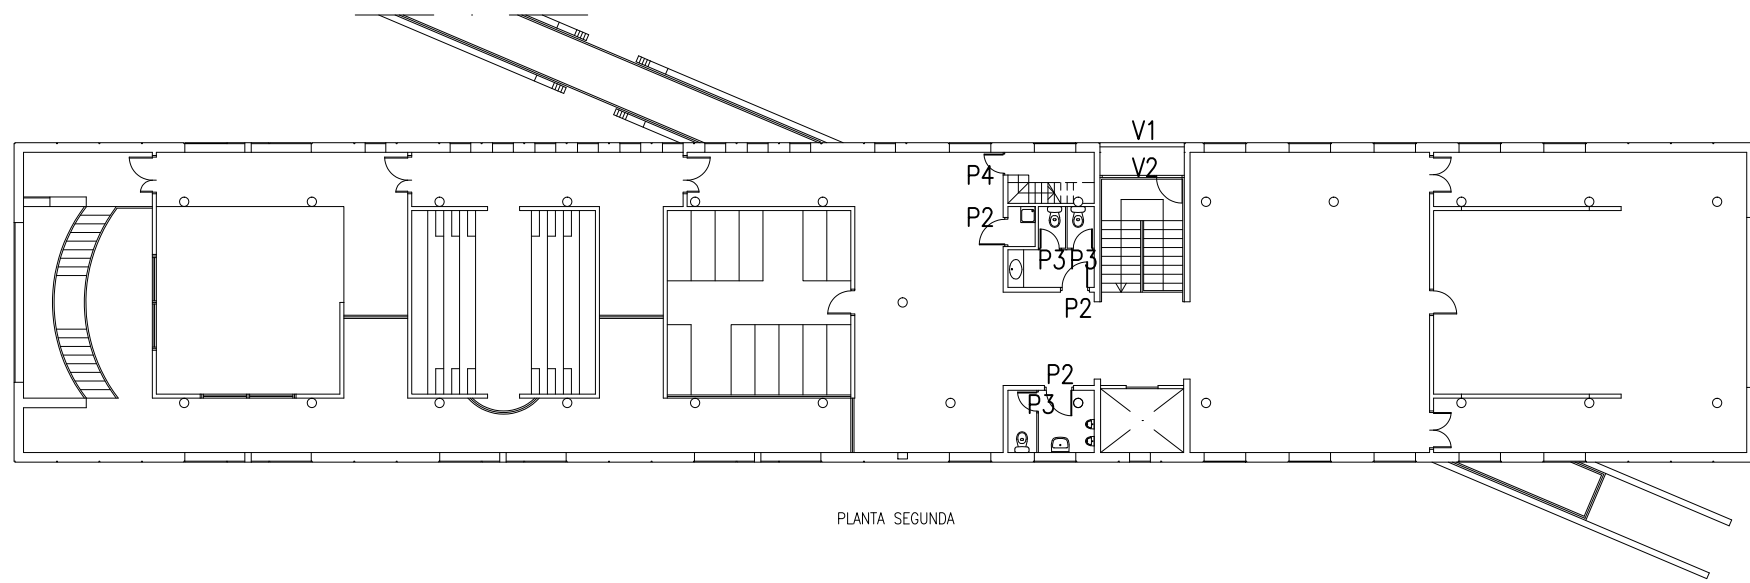 V1
V2
P4
P2
P3 P3
P2
P2
P3
PLANTA SEGUNDA